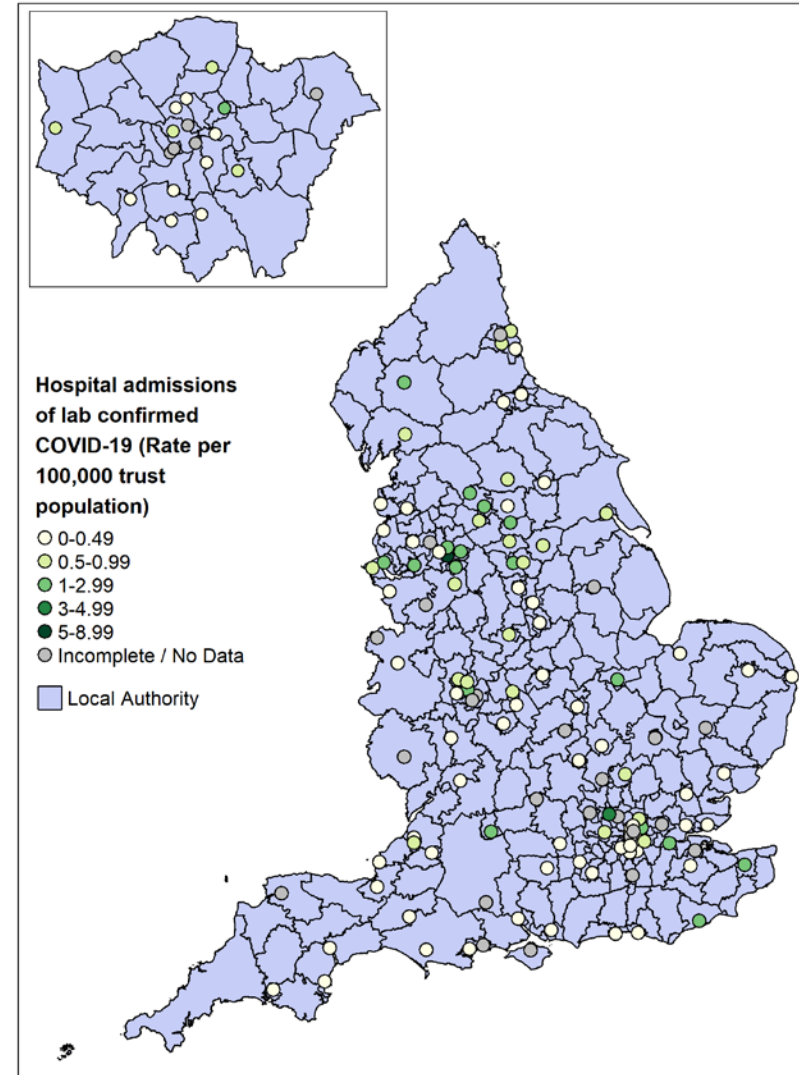 Hospital admissions
of lab confirmed
COVID-19 (Rate per
100,000 trust
population)
0-0.49
0.5-0.99
1-2.99
3-4.99
5-8.99
Incomplete / No Data
Local Authority